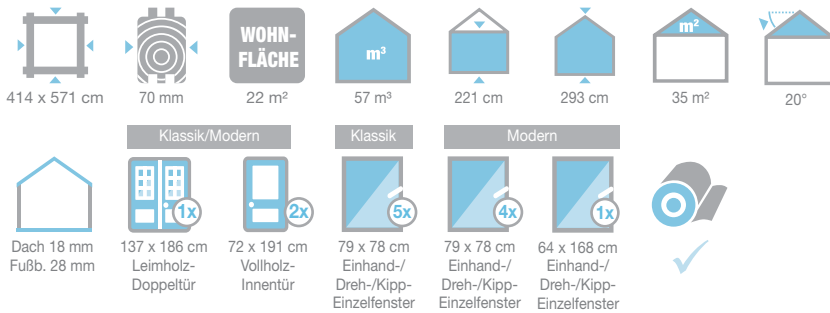 WOHN-
FLÄCHE
m³
m²
414 x 571 cm
70 mm
22 m²
57 m³
221 cm
293 cm
35 m²
20°
Klassik/Modern
Klassik
Modern
1x
2x
5x
4x
1x
Dach 18 mm
Fußb. 28 mm
137 x 186 cm
Leimholz-
Doppeltür
72 x 191 cm
Vollholz-
Innentür
79 x 78 cm
Einhand-/
Dreh-/Kipp-
Einzelfenster
79 x 78 cm
Einhand-/
Dreh-/Kipp-
Einzelfenster
64 x 168 cm
Einhand-/
Dreh-/Kipp-
Einzelfenster